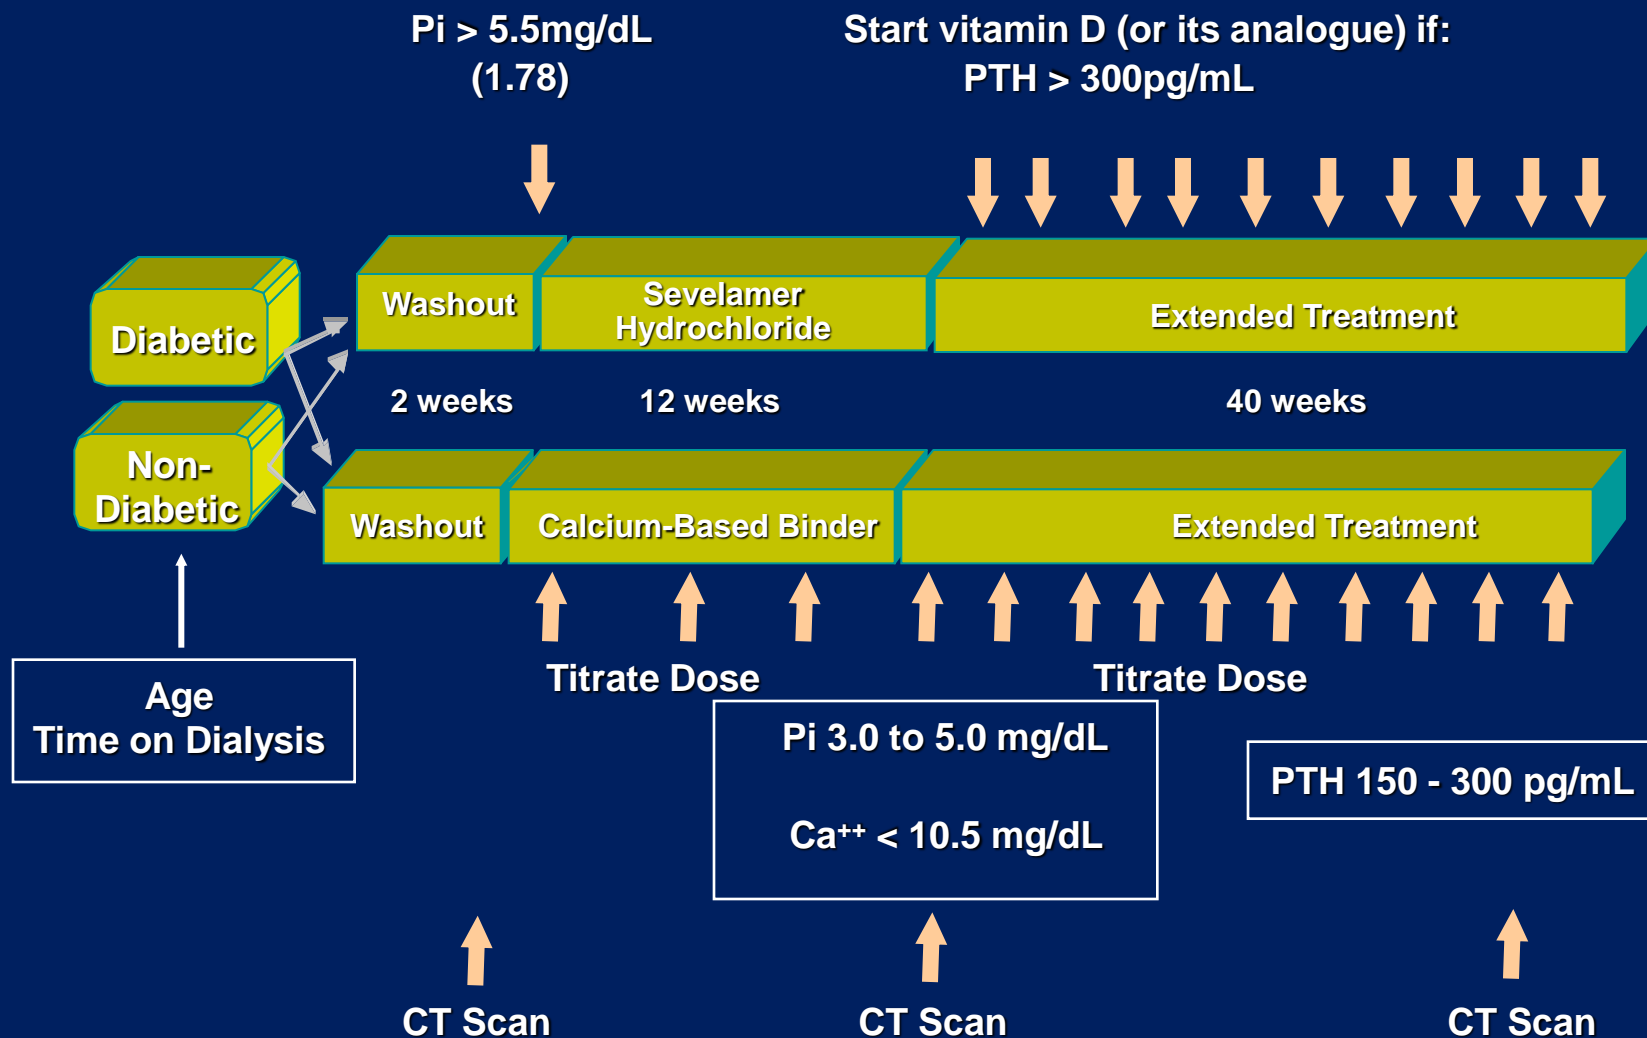 Pi > 5.5mg/dL
(1.78)
Start vitamin D (or its analogue) if:
PTH > 300pg/mL
Diabetic
Washout
Sevelamer
Hydrochloride
Extended Treatment
2 weeks
12 weeks
40 weeks
Non-
Diabetic
Washout
Calcium-Based Binder
Extended Treatment
Titrate Dose
Titrate Dose
Age
Time on Dialysis
Pi 3.0 to 5.0 mg/dL
Ca⁺⁺ < 10.5 mg/dL
PTH 150 - 300 pg/mL
CT Scan
CT Scan
CT Scan